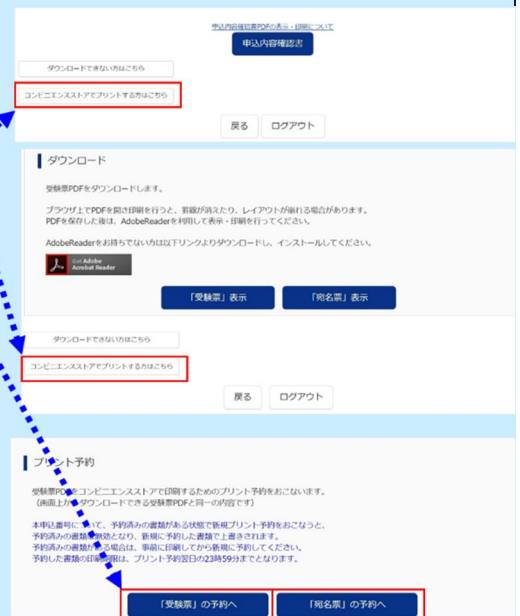 申込内容確認書PDFの表示・印刷について
申込内容確認書
ダウンロードできない方はこちら
コンビニエンスストアでプリントする方はこちら
戻る ログアウト
ダウンロード
受験票PDFをダウンロードします。
ブラウザ上でPDFを開き印刷を行うと、罫線が消えたり、レイアウトが崩れる場合があります。
PDFを保存した後は、AdobeReaderを利用して表示・印刷を行ってください。
AdobeReaderをお持ちでない方は以下リンクよりダウンロードし、インストールしてください。
Get Adobe
Acrobat Reader
「受験票」表示 「宛名票」表示
ダウンロードできない方はこちら
コンビニエンスストアでプリントする方はこちら
戻る ログアウト
プリント予約
受験票PDFをコンビニエンスストアで印刷するためのプリント予約をおこないます。
(画面上からダウンロードできる受験票PDFと同一の内容です)
本申込番号について、予約済みの書類がある状態で新規プリント予約をおこなうと、
予約済みの書類は無効となり、新規に予約した書類で上書きされます。
予約済みの書類がある場合は、事前に印刷してから新規に予約してください。
予約した書類の印刷期限は、プリント予約翌日の23時59分までとなります。
「受験票」の予約へ 「宛名票」の予約へ